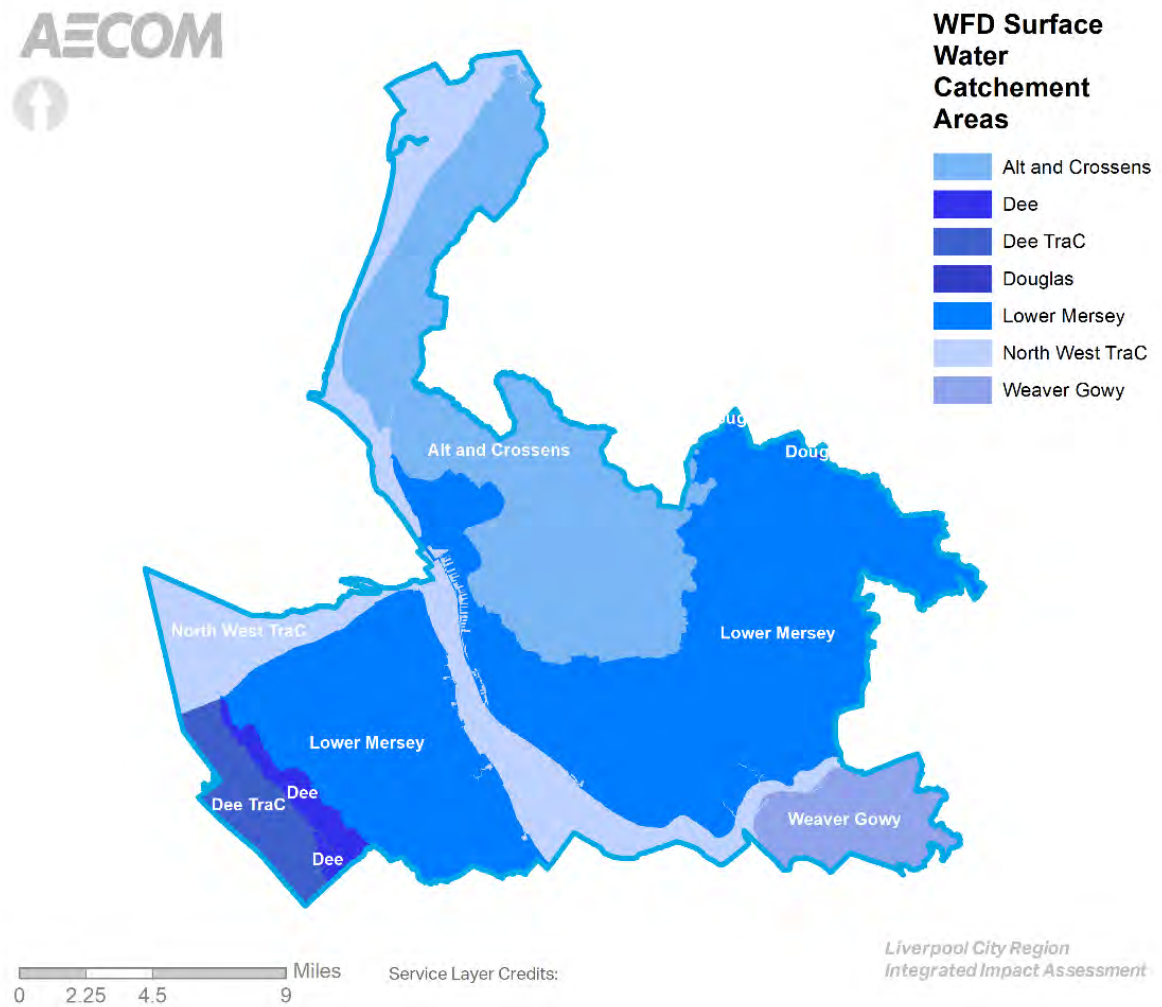 AECOM
WFD Surface
Water
Catchement
Areas
Alt and Crossens
Dee
Dee TraC
Douglas
Lower Mersey
North West TraC
Weaver Gowy
Alt and Crossens
Doug
North West TraC
Lower Mersey
Lower Mersey
Dee
Dee TraC
Dee
Weaver Gowy
Miles
0 2.25 4.5 9
Service Layer Credits:
Liverpool City Region
Integrated Impact Assessment